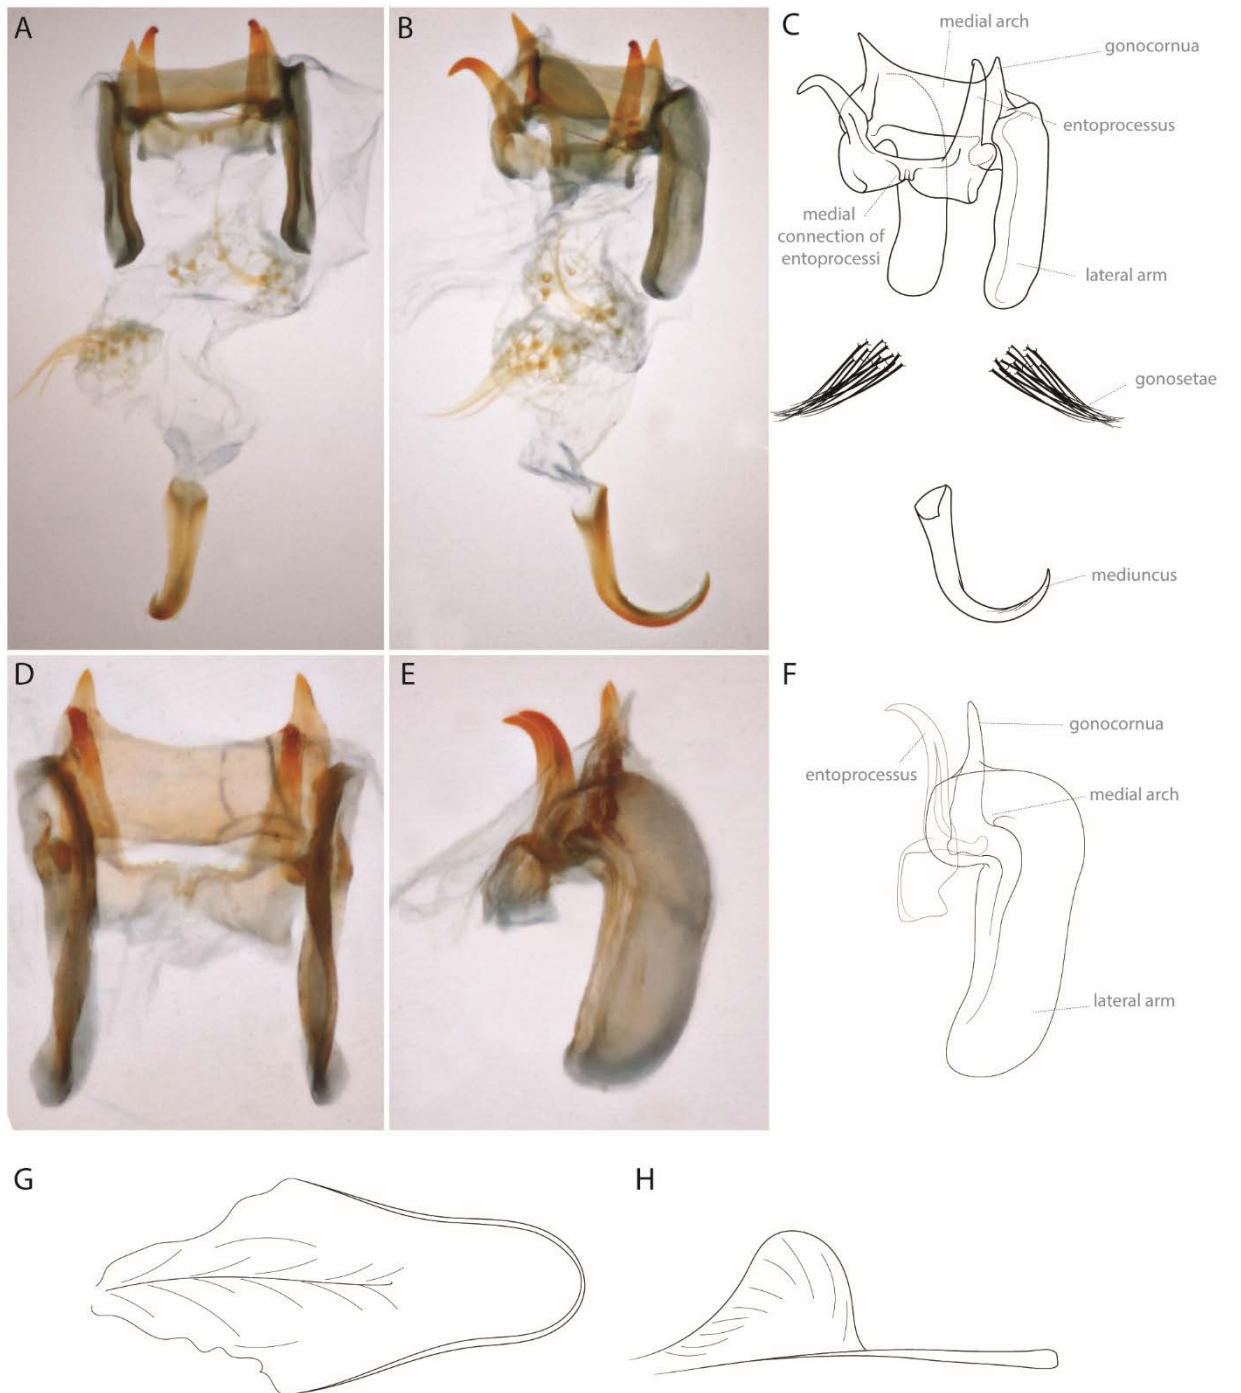 A
B
C
medial arch
gonocornua
entoprocessus
medial
connection of
entoprocessi
lateral arm
gonosetae
mediuncus
D
E
F
gonocornua
entoprocessus
medial arch
lateral arm
G
H